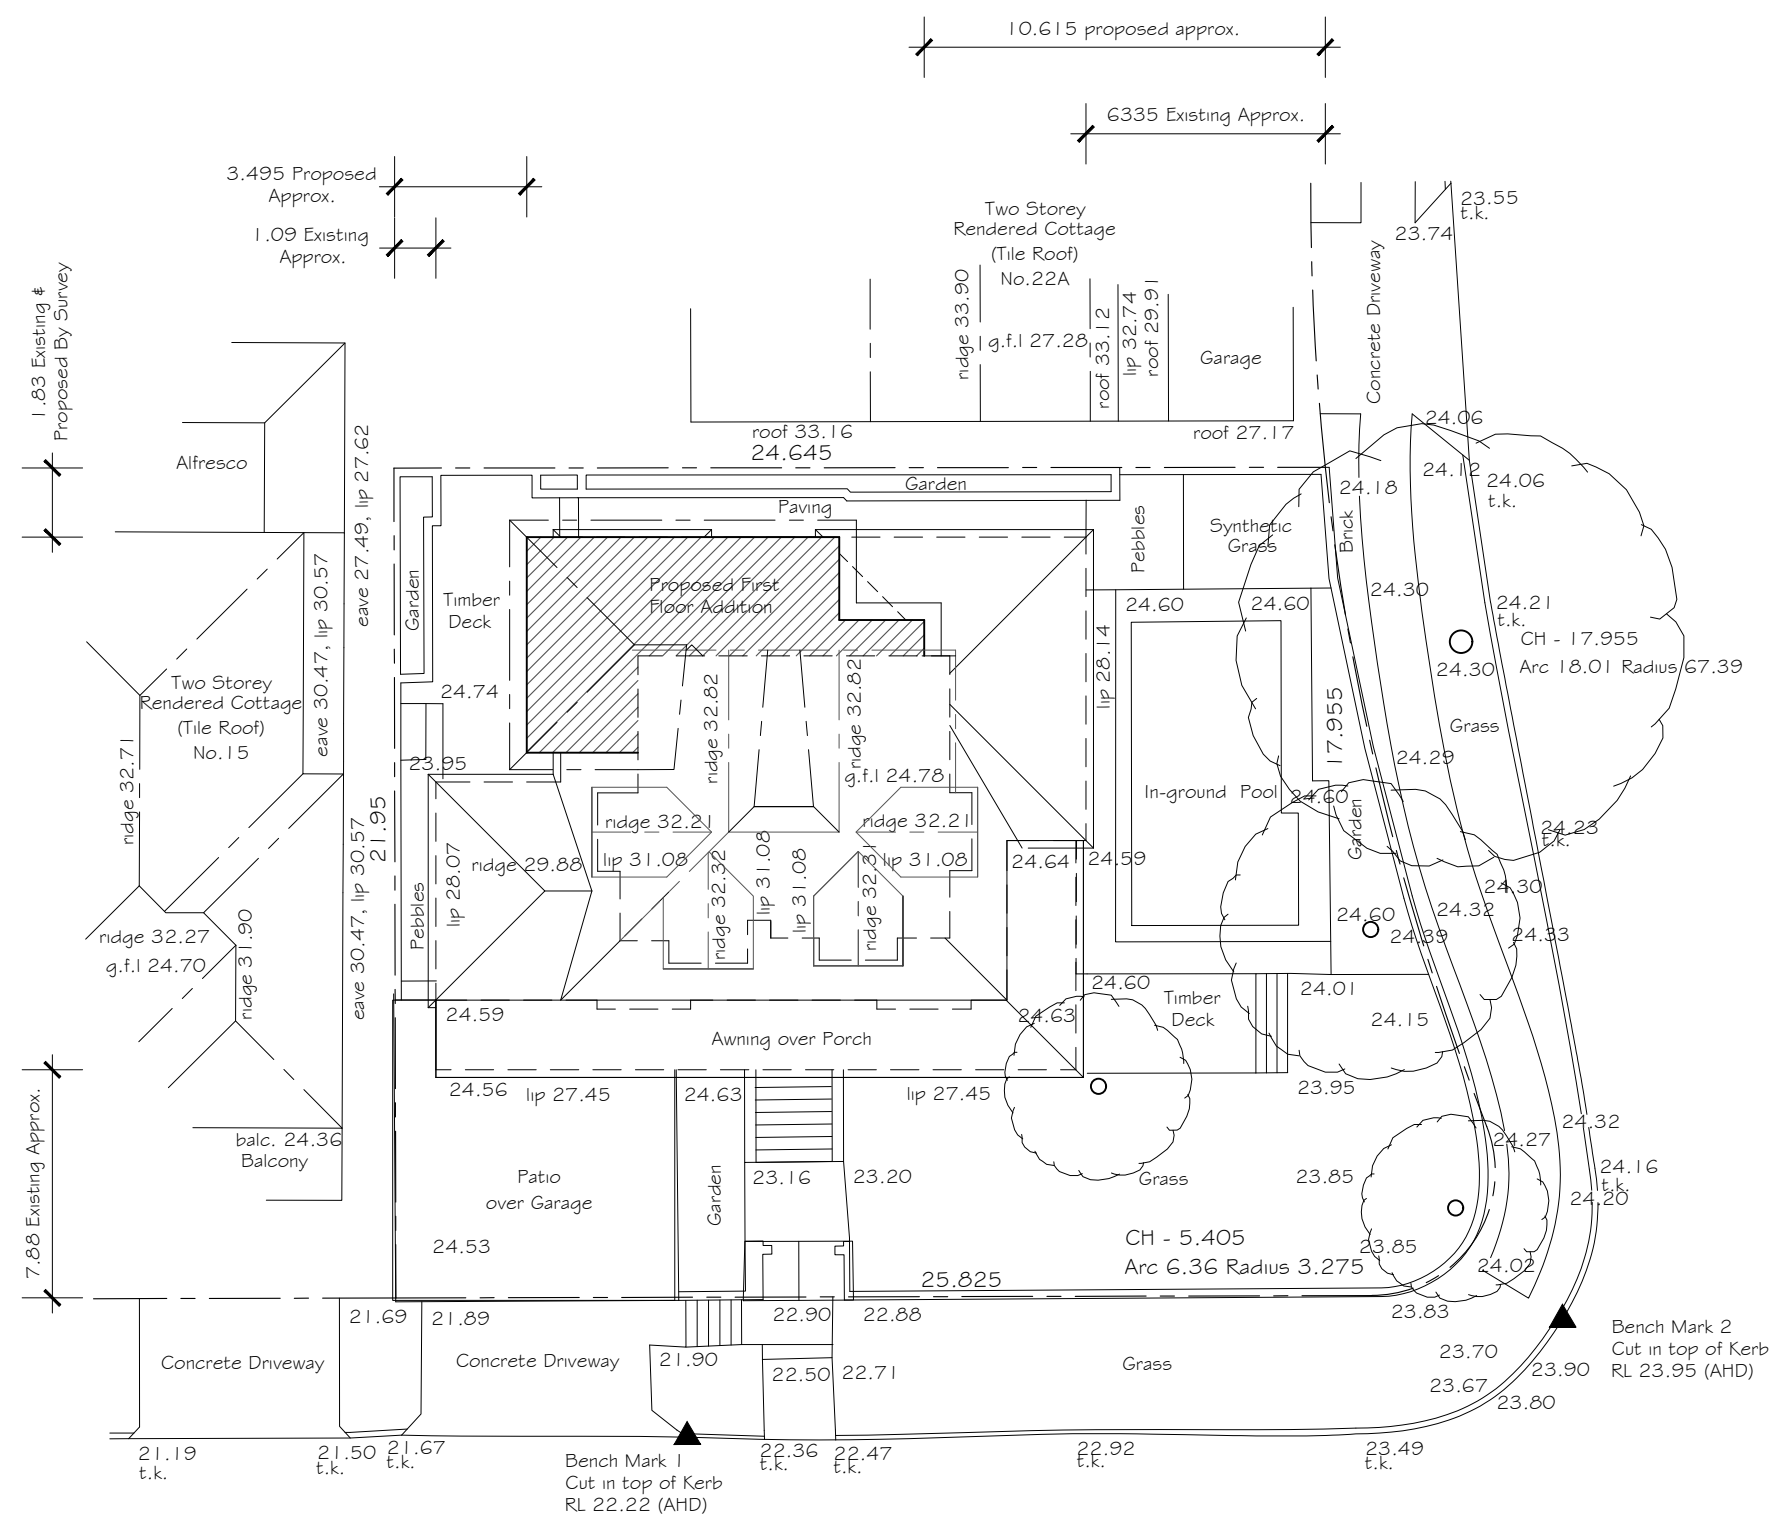 10.615 proposed approx.
6335 Existing Approx.
3.495 Proposed
Approx.
1.09 Existing
Approx.
1.83 Existing &
Proposed By Survey
Two Storey
Rendered Cottage
(Tile Roof)
No.22A
23.55
t.k.
23.74
Concrete Driveway
ridge 33.90
g.f.l 27.28
roof 33.12
lip 32.74
roof 29.91
Garage
roof 33.16
roof 27.17
24.645
24.06
24.12
24.06
t.k.
24.18
Alfresco
eave 27.49, lip 27.62
Garden
Paving
Pebbles
Synthetic
Grass
Brick
eave 30.47, lip 30.57
Garden
Timber
Deck
Proposed First
Floor Addition
24.60
24.60
24.30
24.21
t.k.
CH - 17.955
Arc 18.01 Radius 67.39
24.30
Two Storey
Rendered Cottage
(Tile Roof)
No.15
ridge 32.71
24.74
23.95
ridge 32.82
ridge 32.82
g.f.l 24.78
lip 28.14
17.955
Grass
24.29
In-ground Pool
24.60
Garden
24.23
t.k.
eave 30.47, lip 30.57
21.95
Pebbles
lip 28.07
ridge 29.88
ridge 32.21
lip 31.08
ridge 32.32
lip 31.08
lip 31.08
ridge 32.31
ridge 32.21
lip 31.08
24.64
24.59
24.30
24.32
24.60
24.39
24.33
ridge 32.27
g.f.l 24.70
ridge 31.90
24.60
Timber
Deck
24.01
24.15
24.59
24.63
Awning over Porch
24.56
lip 27.45
24.63
lip 27.45
23.95
24.32
24.27
24.16
t.k.
24.20
balc. 24.36
Balcony
7.88 Existing Approx.
Patio
over Garage
Garden
23.16
23.20
Grass
23.85
24.53
CH - 5.405
Arc 6.36 Radius 3.275
23.85
24.02
25.825
21.69
21.89
22.90
22.88
23.83
Concrete Driveway
Concrete Driveway
21.90
22.50
22.71
Grass
23.70
23.67
23.90
23.80
Bench Mark 2
Cut in top of Kerb
RL 23.95 (AHD)
21.19
t.k.
21.50
t.k.
21.67
t.k.
22.36
t.k.
22.47
t.k.
22.92
t.k.
23.49
t.k.
Bench Mark 1
Cut in top of Kerb
RL 22.22 (AHD)